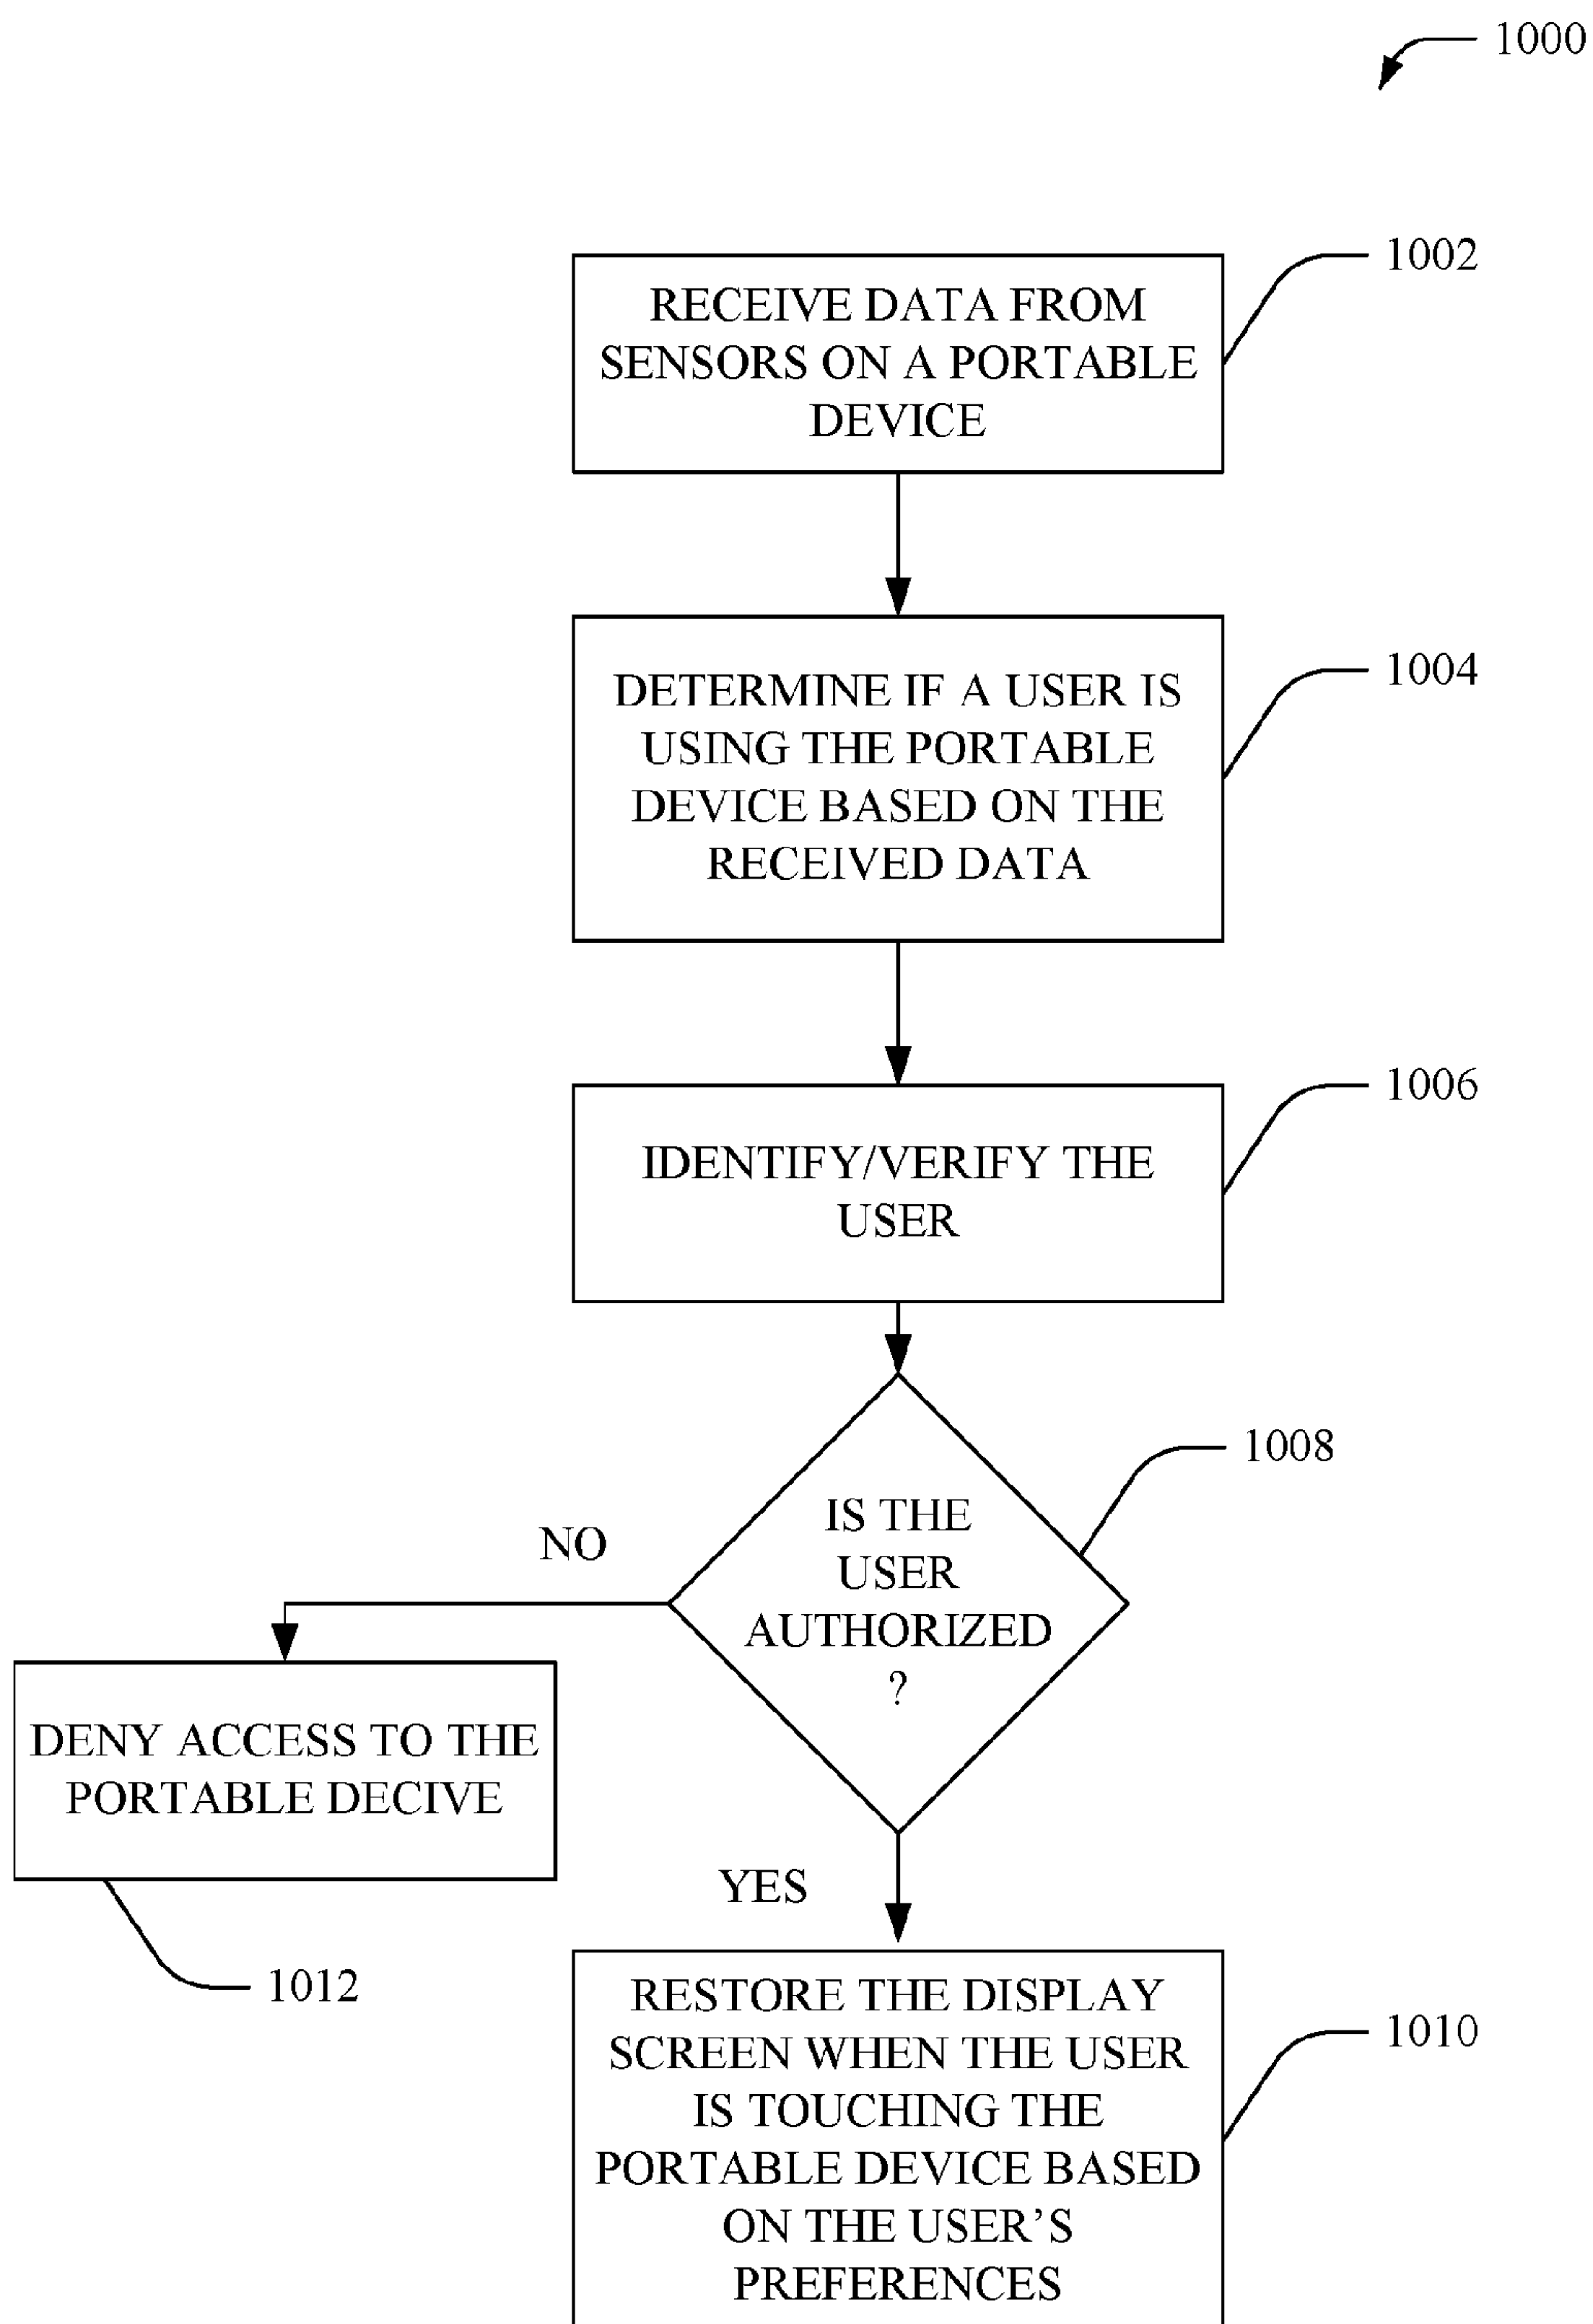 1000
1002
RECEIVE DATA FROM
SENSORS ON A PORTABLE
DEVICE
1004
DETERMINE IF A USER IS
USING THE PORTABLE
DEVICE BASED ON THE
RECEIVED DATA
1006
IDENTIFY/VERIFY THE
USER
1008
IS THE
USER
AUTHORIZED
?
NO
DENY ACCESS TO THE
PORTABLE DECIVE
1012
YES
1010
RESTORE THE DISPLAY
SCREEN WHEN THE USER
IS TOUCHING THE
PORTABLE DEVICE BASED
ON THE USER’S
PREFERENCES